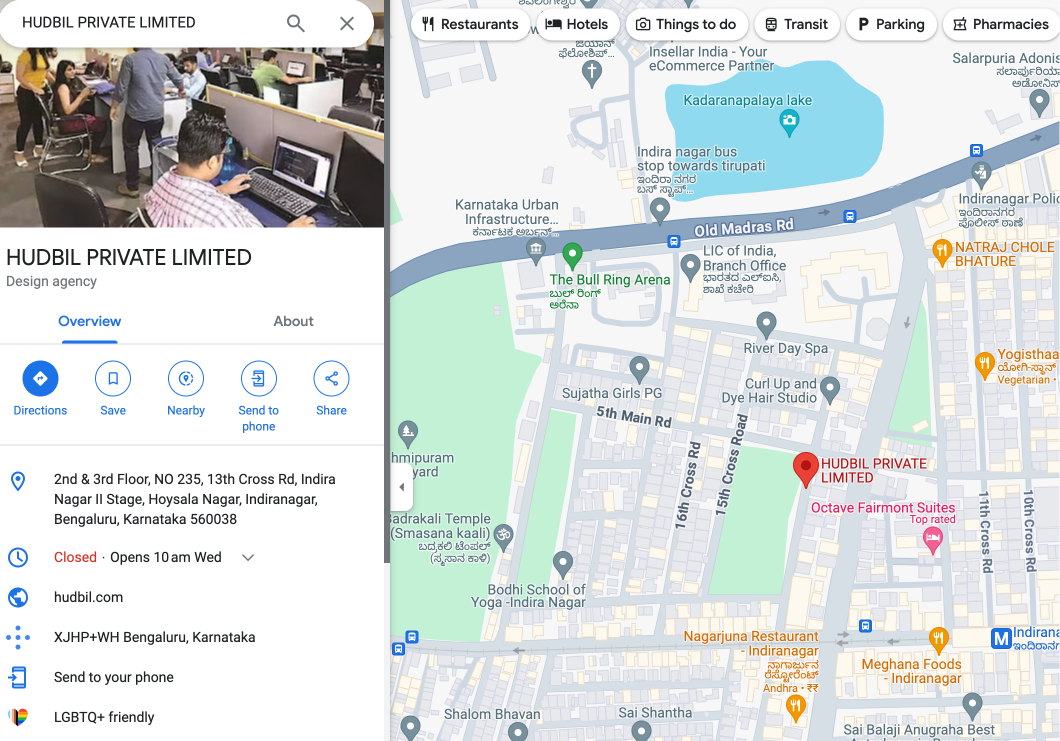 HUDBIL PRIVATE LIMITED
Restaurants
Hotels
Things to do
Transit
Parking
Pharmacies
HUDBIL PRIVATE LIMITED
Design agency
Overview
About
Directions
Save
Nearby
Send to
phone
Share
2nd & 3rd Floor, NO 235, 13th Cross Rd, Indira
Nagar II Stage, Hoysala Nagar, Indiranagar,
Bengaluru, Karnataka 560038
Closed · Opens 10 am Wed
hudbil.com
XJHP+WH Bengaluru, Karnataka
Send to your phone
LGBTQ+ friendly
Insellar India - Your
eCommerce Partner
Salarpuria Adonis
ಸಲಾರ್ಪುರಿಯಾ
ಅಡೋನಿಸ್
Kadaranapalaya lake
Indira nagar bus
stop towards tirupati
ಇಂದಿರಾ ನಗರ
ಬಸ್ ಸ್ಟಾಪ್...
Karnataka Urban
Infrastructure...
ಕರ್ನಾಟಕ ಅರ್ಬನ್...
Old Madras Rd
Indiranagar Polic
ಇಂದಿರಾನಗರ
ಪೊಲೀಸ್ ಠಾಣೆ
NATRAJ CHOLE
BHATURE
LIC of India,
Branch Office
ಭಾರತದ ಎಲ್ಐಸಿ,
ಶಾಖೆ ಕಚೇರಿ
The Bull Ring Arena
ಬುಲ್ ರಿಂಗ್
ಅರೆನಾ
River Day Spa
Yogisthaa
ಯೋಗಿ-ಸ್ಥಾನ್
Vegetarian •
Sujatha Girls PG
Curl Up and
Dye Hair Studio
5th Main Rd
16th Cross Rd
15th Cross Road
hmipuram
yard
HUDBIL PRIVATE
LIMITED
Octave Fairmont Suites
Top rated
11th Cross Rd
10th Cross Rd
Badrakali Temple
(Smasana kaali)
ಬದ್ರಕಲಿ ಟೆಂಪಲ್
(ಸ್ಮಸಾನ ಕಾಳಿ)
Bodhi School of
Yoga -Indira Nagar
Nagarjuna Restaurant
- Indiranagar
ನಾಗಾರ್ಜುನ
ರೆಸ್ಟೋರೆಂಟ್
Andhra • ₹₹
Meghana Foods
- Indiranagar
M
Indirana
ಇಂದಿರಾನ
Shalom Bhavan
Sai Shantha
Sai Balaji Anugraha Best